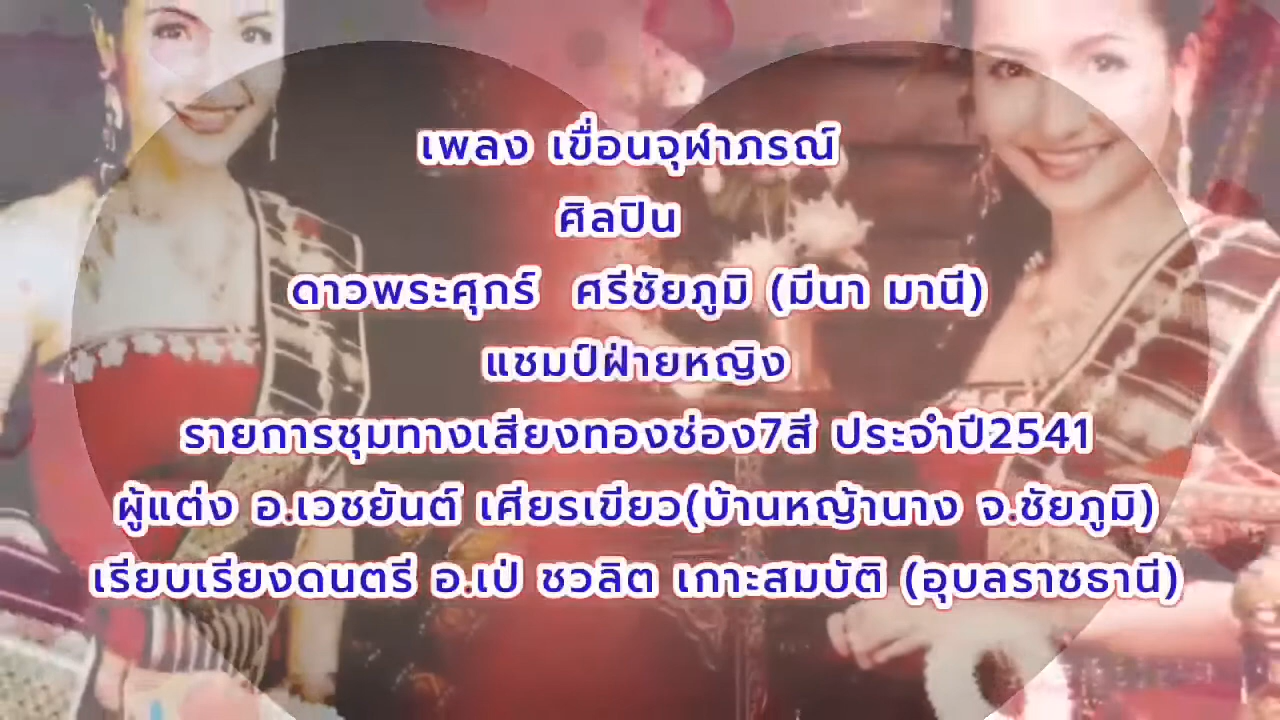 เพลง เขื่อนจุฬาภรณ์
ศิลปิน
ดาวพระศุกร์ ศรีชัยภูมิ (มีนา มานี)
แชมป์ฝ่ายหญิง
รายการชุมทางเสียงทองช่อง7สี ประจำปี2541
ผู้แต่ง อ.เวชยันต์ เศียรเขียว(บ้านหญ้านาง จ.ชัยภูมิ)
เรียบเรียงดนตรี อ.เป่ ชวลิต เกาะสมบัติ (อุบลราชธานี)